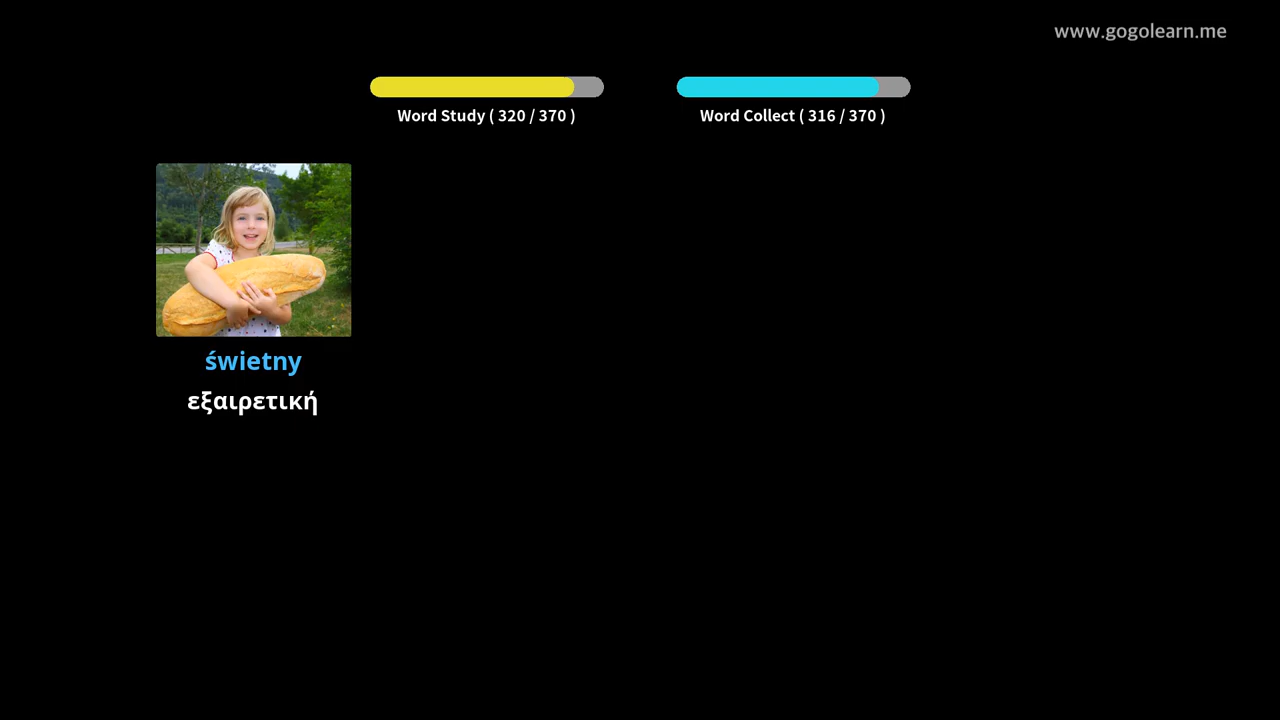 www.gogolearn.me
Word Study ( 320 / 370 )
Word Collect ( 316 / 370 )
świetny
εξαιρετική